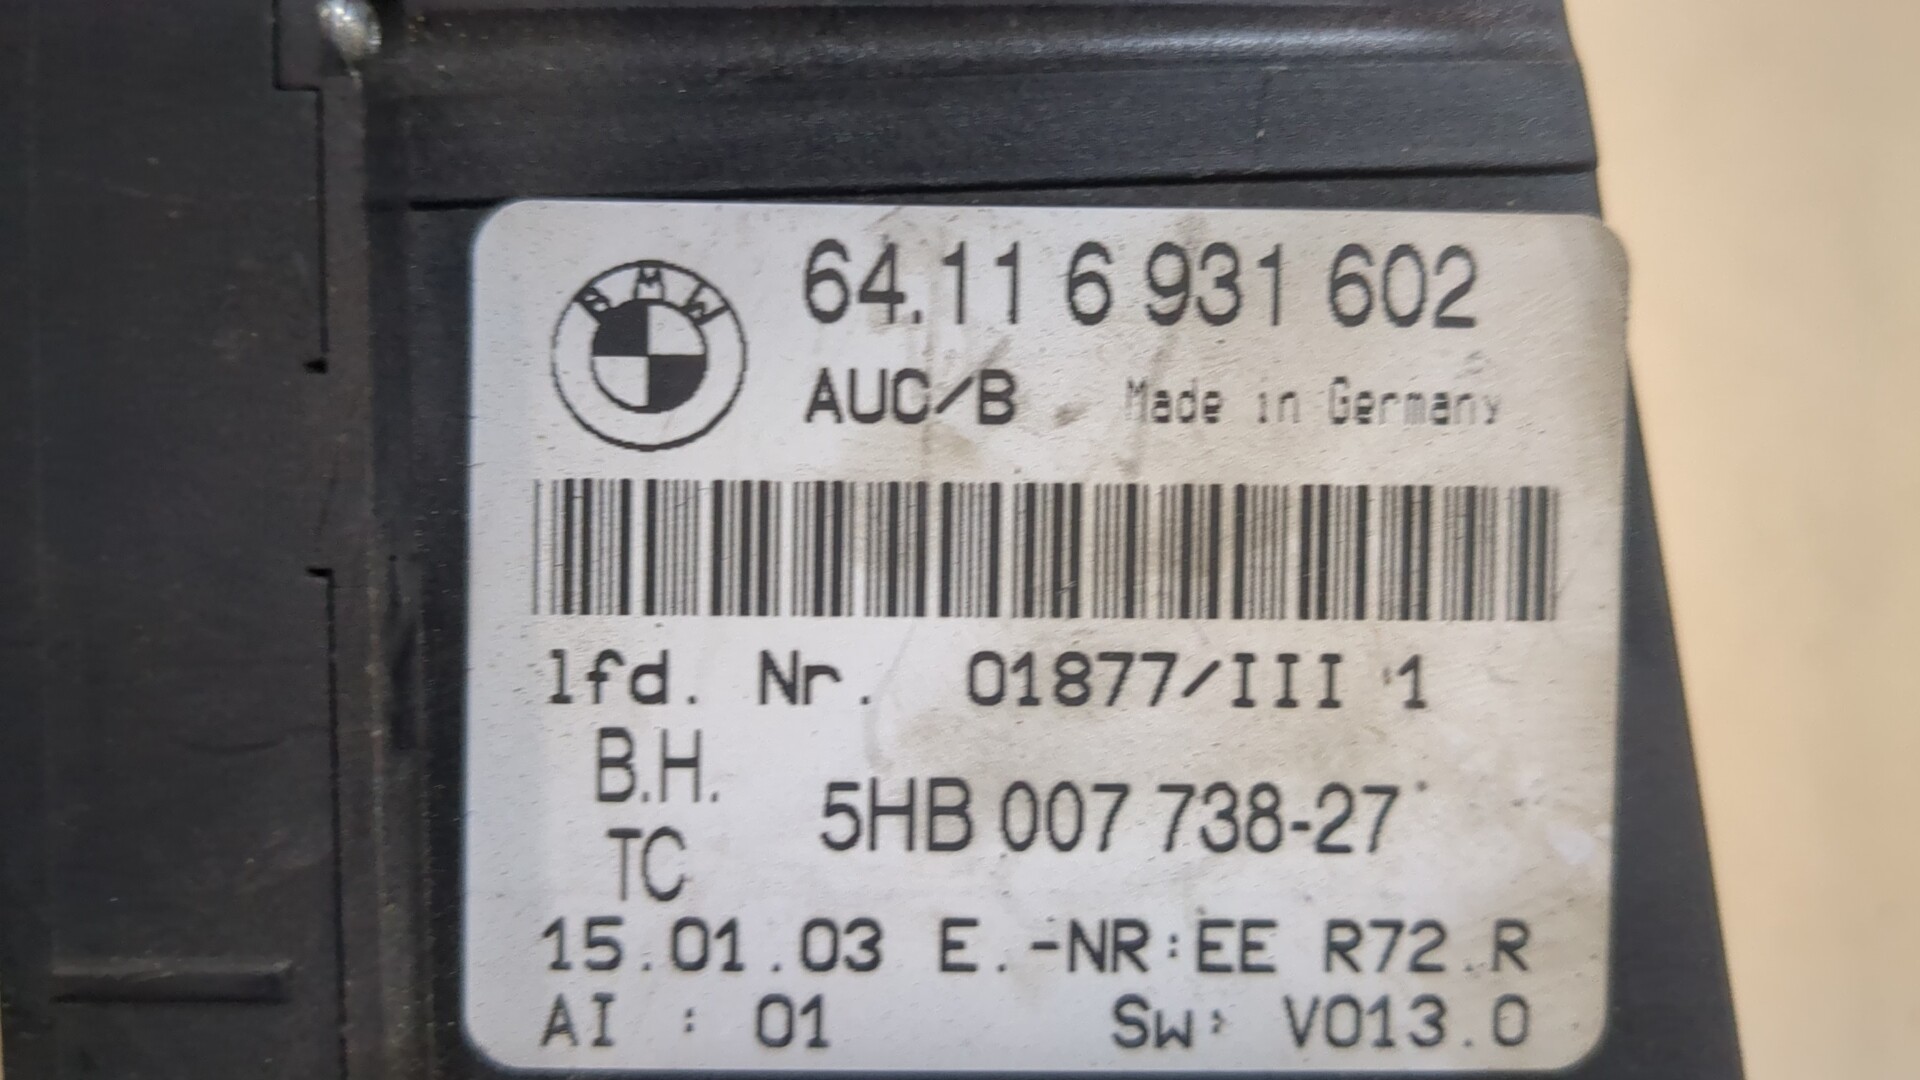 BMW
64.11 6 931 602
AUC/B Made in Germany
lfd. Nr. 01877/III 1
B.H.
TC
5HB 007 738-27
15.01.03 E.-NR:EE R72.R
AI : 01 Sw: V013.0